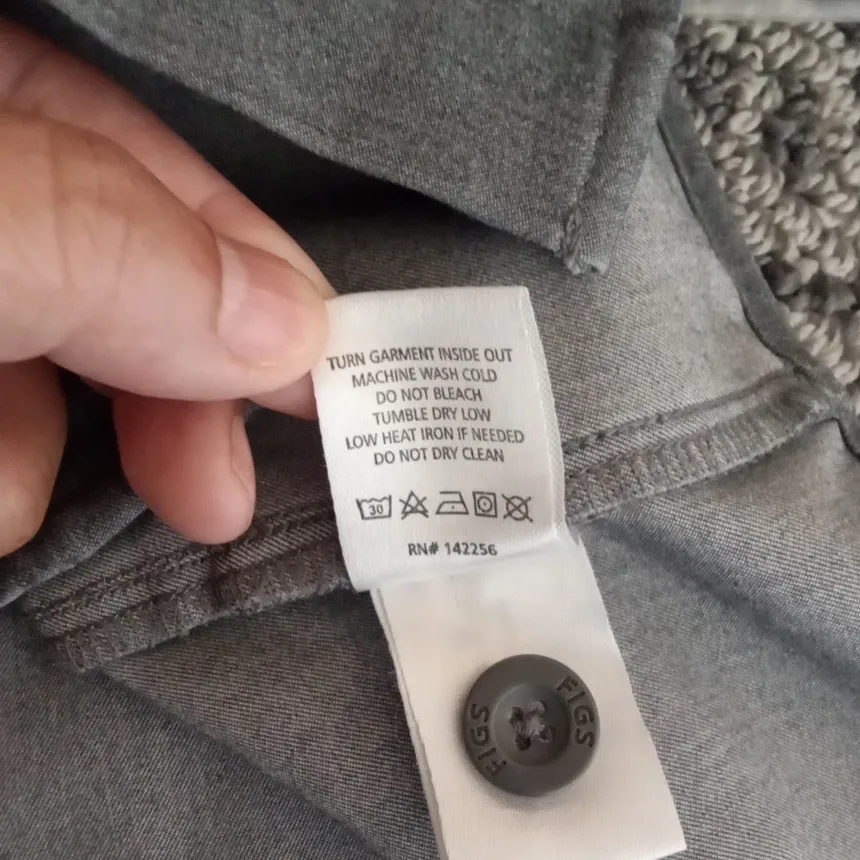 TURN GARMENT INSIDE OUT
MACHINE WASH COLD
DO NOT BLEACH
TUMBLE DRY LOW
LOW HEAT IRON IF NEEDED
DO NOT DRY CLEAN
30
RN# 142256
FIGS
FIGS